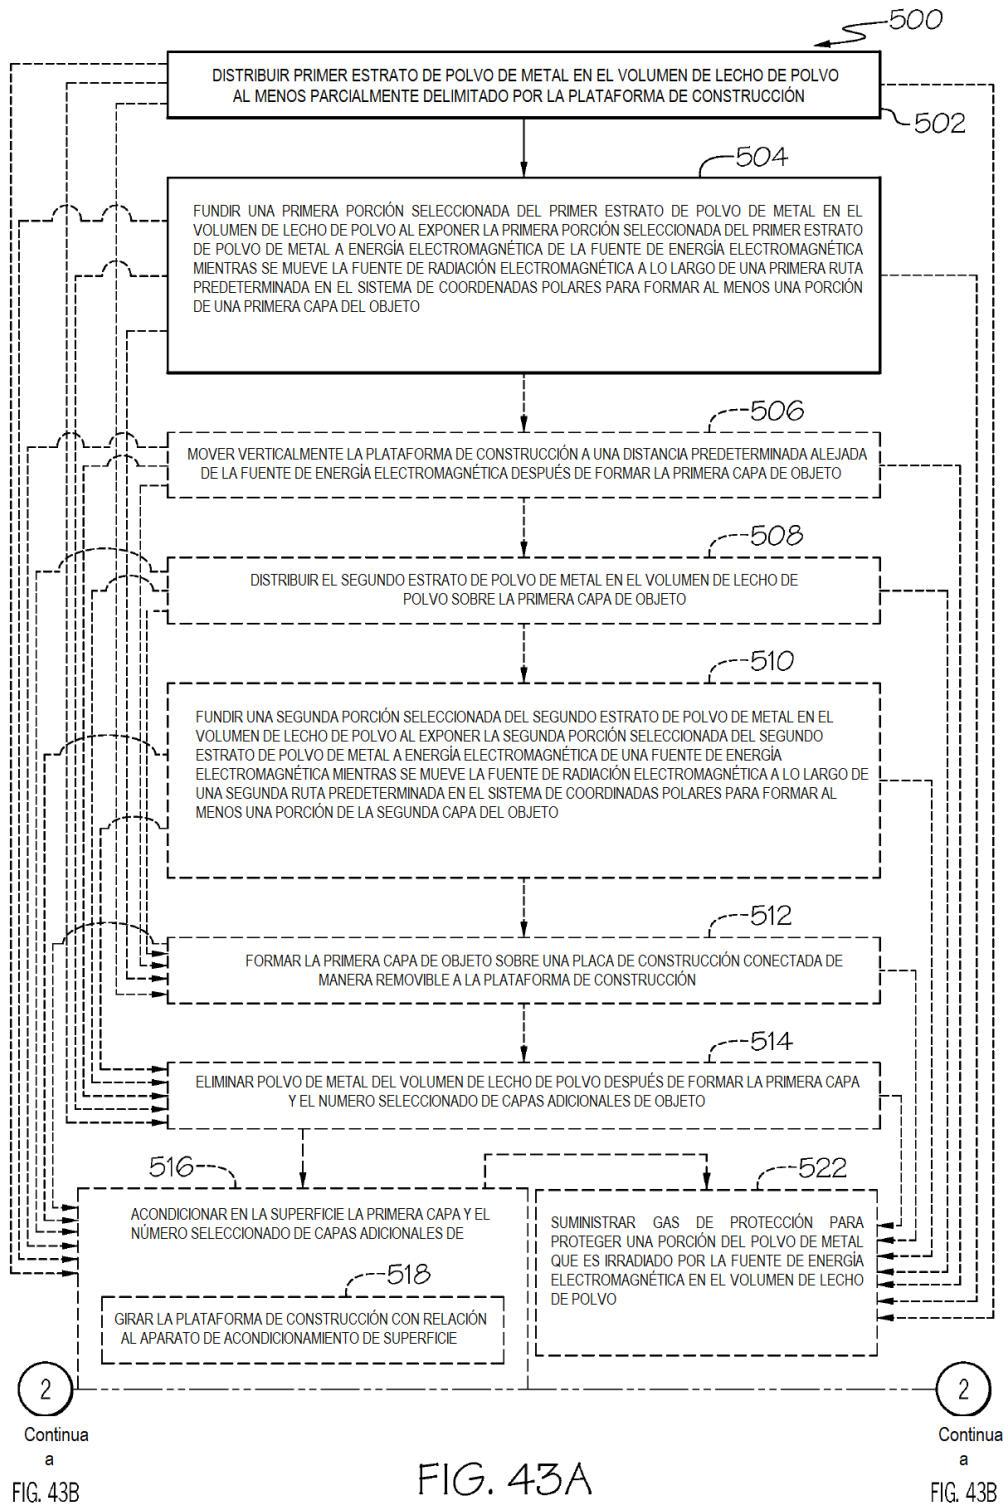 500
DISTRIBUIR PRIMER ESTRATO DE POLVO DE METAL EN EL VOLUMEN DE LECHO DE POLVO
AL MENOS PARCIALMENTE DELIMITADO POR LA PLATAFORMA DE CONSTRUCCIÓN
502
504
FUNDIR UNA PRIMERA PORCIÓN SELECCIONADA DEL PRIMER ESTRATO DE POLVO DE METAL EN EL
VOLUMEN DE LECHO DE POLVO AL EXPONER LA PRIMERA PORCIÓN SELECCIONADA DEL PRIMER ESTRATO
DE POLVO DE METAL A ENERGÍA ELECTROMAGNÉTICA DE LA FUENTE DE ENERGÍA ELECTROMAGNÉTICA
MIENTRAS SE MUEVE LA FUENTE DE RADIACIÓN ELECTROMAGNÉTICA A LO LARGO DE UNA PRIMERA RUTA
PREDETERMINADA EN EL SISTEMA DE COORDENADAS POLARES PARA FORMAR AL MENOS UNA PORCIÓN
DE UNA PRIMERA CAPA DEL OBJETO
506
MOVER VERTICALMENTE LA PLATAFORMA DE CONSTRUCCIÓN A UNA DISTANCIA PREDETERMINADA ALEJADA
DE LA FUENTE DE ENERGÍA ELECTROMAGNÉTICA DESPUÉS DE FORMAR LA PRIMERA CAPA DE OBJETO
508
DISTRIBUIR EL SEGUNDO ESTRATO DE POLVO DE METAL EN EL VOLUMEN DE LECHO DE
POLVO SOBRE LA PRIMERA CAPA DE OBJETO
510
FUNDIR UNA SEGUNDA PORCIÓN SELECCIONADA DEL SEGUNDO ESTRATO DE POLVO DE METAL EN EL
VOLUMEN DE LECHO DE POLVO AL EXPONER LA SEGUNDA PORCIÓN SELECCIONADA DEL SEGUNDO
ESTRATO DE POLVO DE METAL A ENERGÍA ELECTROMAGNÉTICA DE UNA FUENTE DE ENERGÍA
ELECTROMAGNÉTICA MIENTRAS SE MUEVE LA FUENTE DE RADIACIÓN ELECTROMAGNÉTICA A LO LARGO DE
UNA SEGUNDA RUTA PREDETERMINADA EN EL SISTEMA DE COORDINADAS POLARES PARA FORMAR AL
MENOS UNA PORCIÓN DE LA SEGUNDA CAPA DEL OBJETO
512
FORMAR LA PRIMERA CAPA DE OBJETO SOBRE UNA PLACA DE CONSTRUCCIÓN CONECTADA DE
MANERA REMOVIBLE A LA PLATAFORMA DE CONSTRUCCIÓN
514
ELIMINAR POLVO DE METAL DEL VOLUMEN DE LECHO DE POLVO DESPUÉS DE FORMAR LA PRIMERA CAPA
Y EL NUMERO SELECCIONADO DE CAPAS ADICIONALES DE OBJETO
516
ACONDICIONAR EN LA SUPERFICIE LA PRIMERA CAPA Y EL
NÚMERO SELECCIONADO DE CAPAS ADICIONALES DE
518
GIRAR LA PLATAFORMA DE CONSTRUCCIÓN CON RELACIÓN
AL APARATO DE ACONDICIONAMIENTO DE SUPERFICIE
522
SUMINISTRAR GAS DE PROTECCIÓN PARA
PROTEGER UNA PORCIÓN DEL POLVO DE METAL
QUE ES IRRADIADO POR LA FUENTE DE ENERGÍA
ELECTROMAGNÉTICA EN EL VOLUMEN DE LECHO
DE POLVO
2
Continua
a
FIG. 43B
FIG. 43A
2
Continua
a
FIG. 43B